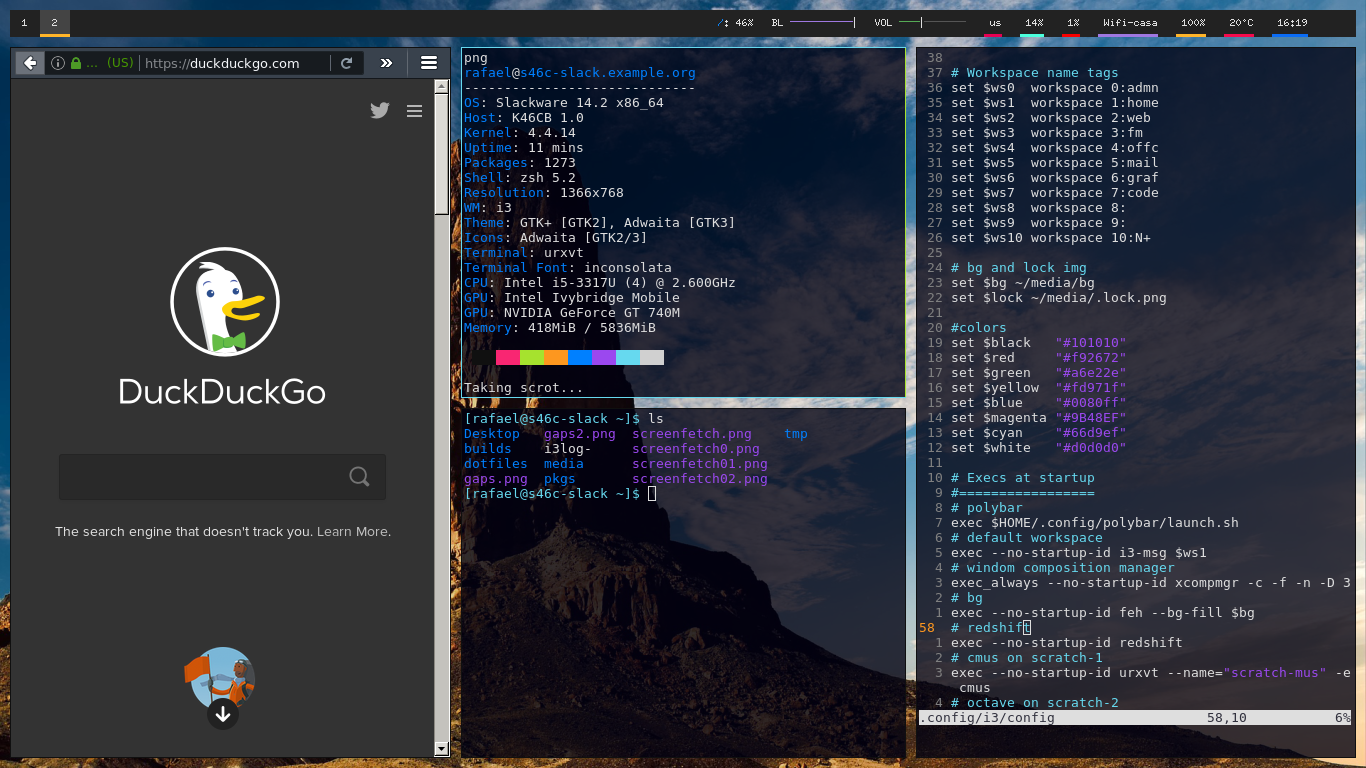 1 2 /: 46% BL VOL us 14% 1% Wifi-casa 100% 20°C 16:19
... (US) https://duckduckgo.com
DuckDuckGo
The search engine that doesn't track you. Learn More.
png
rafael@s46c-slack.example.org
-----------------------------
OS: Slackware 14.2 x86_64
Host: K46CB 1.0
Kernel: 4.4.14
Uptime: 11 mins
Packages: 1273
Shell: zsh 5.2
Resolution: 1366x768
WM: i3
Theme: GTK+ [GTK2], Adwaita [GTK3]
Icons: Adwaita [GTK2/3]
Terminal: urxvt
Terminal Font: inconsolata
CPU: Intel i5-3317U (4) @ 2.600GHz
GPU: Intel Ivybridge Mobile
GPU: NVIDIA GeForce GT 740M
Memory: 418MiB / 5836MiB
Taking scrot...
[rafael@s46c-slack ~]$ ls
Desktop gaps2.png screenfetch.png tmp
builds i3log- screenfetch0.png
dotfiles media screenfetch01.png
gaps.png pkgs screenfetch02.png
[rafael@s46c-slack ~]$
38
37 # Workspace name tags
36 set $ws0 workspace 0:admn
35 set $ws1 workspace 1:home
34 set $ws2 workspace 2:web
33 set $ws3 workspace 3:fm
32 set $ws4 workspace 4:offc
31 set $ws5 workspace 5:mail
30 set $ws6 workspace 6:graf
29 set $ws7 workspace 7:code
28 set $ws8 workspace 8:
27 set $ws9 workspace 9:
26 set $ws10 workspace 10:N+
25
24 # bg and lock img
23 set $bg ~/media/bg
22 set $lock ~/media/.lock.png
21
20 #colors
19 set $black "#101010"
18 set $red "#f92672"
17 set $green "#a6e22e"
16 set $yellow "#fd971f"
15 set $blue "#0080ff"
14 set $magenta "#9B48EF"
13 set $cyan "#66d9ef"
12 set $white "#d0d0d0"
11
10 # Execs at startup
9 #=================
8 # polybar
7 exec $HOME/.config/polybar/launch.sh
6 # default workspace
5 exec --no-startup-id i3-msg $ws1
4 # windom composition manager
3 exec_always --no-startup-id xcompmgr -c -f -n -D 3
2 # bg
1 exec --no-startup-id feh --bg-fill $bg
58 # redshift
1 exec --no-startup-id redshift
2 # cmus on scratch-1
3 exec --no-startup-id urxvt --name="scratch-mus" -e
cmus
4 # octave on scratch-2
.config/i3/config 58,10 6%